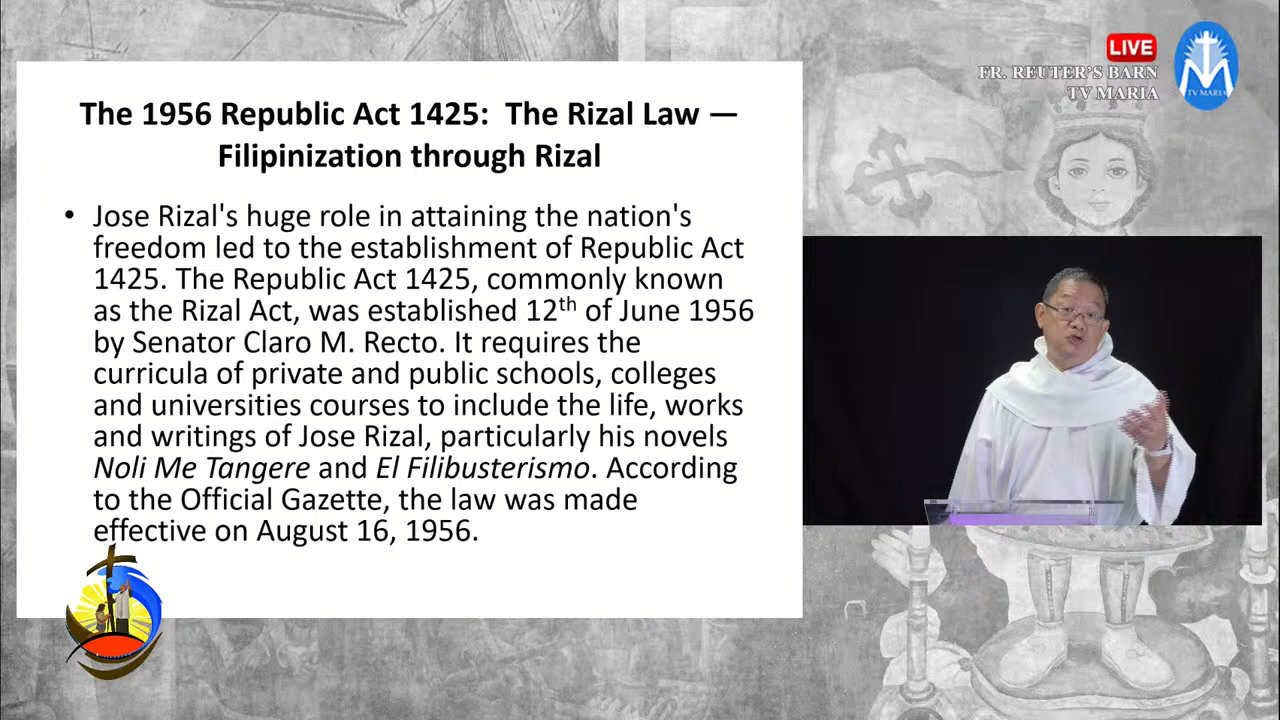 LIVE
FR. REUTER'S BARN
TV MARIA
TV MARIA
The 1956 Republic Act 1425: The Rizal Law —
Filipinization through Rizal
• Jose Rizal's huge role in attaining the nation's
freedom led to the establishment of Republic Act
1425. The Republic Act 1425, commonly known
as the Rizal Act, was established 12th of June 1956
by Senator Claro M. Recto. It requires the
curricula of private and public schools, colleges
and universities courses to include the life, works
and writings of Jose Rizal, particularly his novels
Noli Me Tangere and El Filibusterismo. According
to the Official Gazette, the law was made
effective on August 16, 1956.